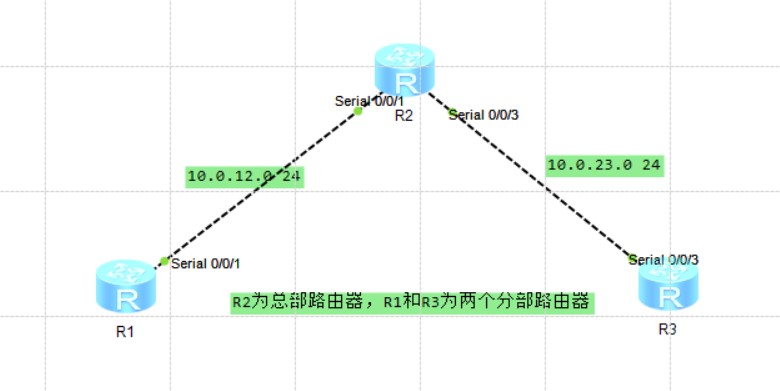 R
Serial 0/0/1
R2
Serial 0/0/3
10.0.12.0 24
10.0.23.0 24
Serial 0/0/1
Serial 0/0/3
R
R
R2为总部路由器，R1和R3为两个分部路由器
R1
R3